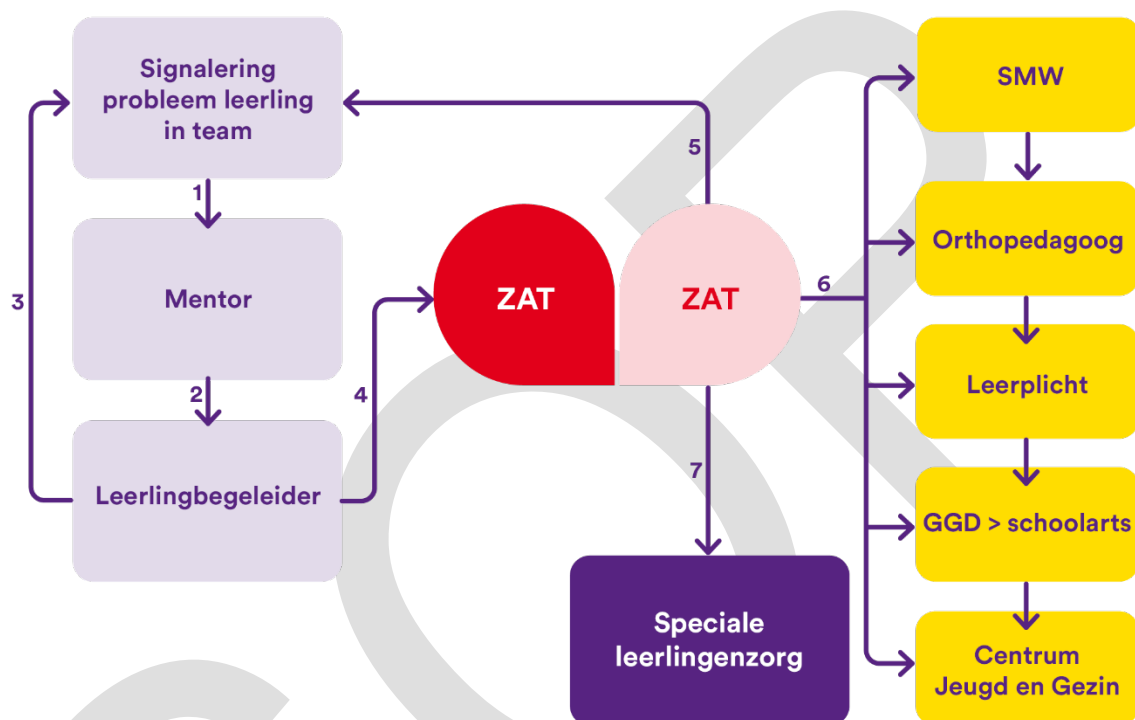 Signalering
probleem leerling
in team
1
Mentor
2
3
Leerlingbegeleider
4
ZAT
ZAT
5
6
7
Speciale
leerlingenzorg
SMW
Orthopedagoog
Leerplicht
GGD > schoolarts
Centrum
Jeugd en Gezin